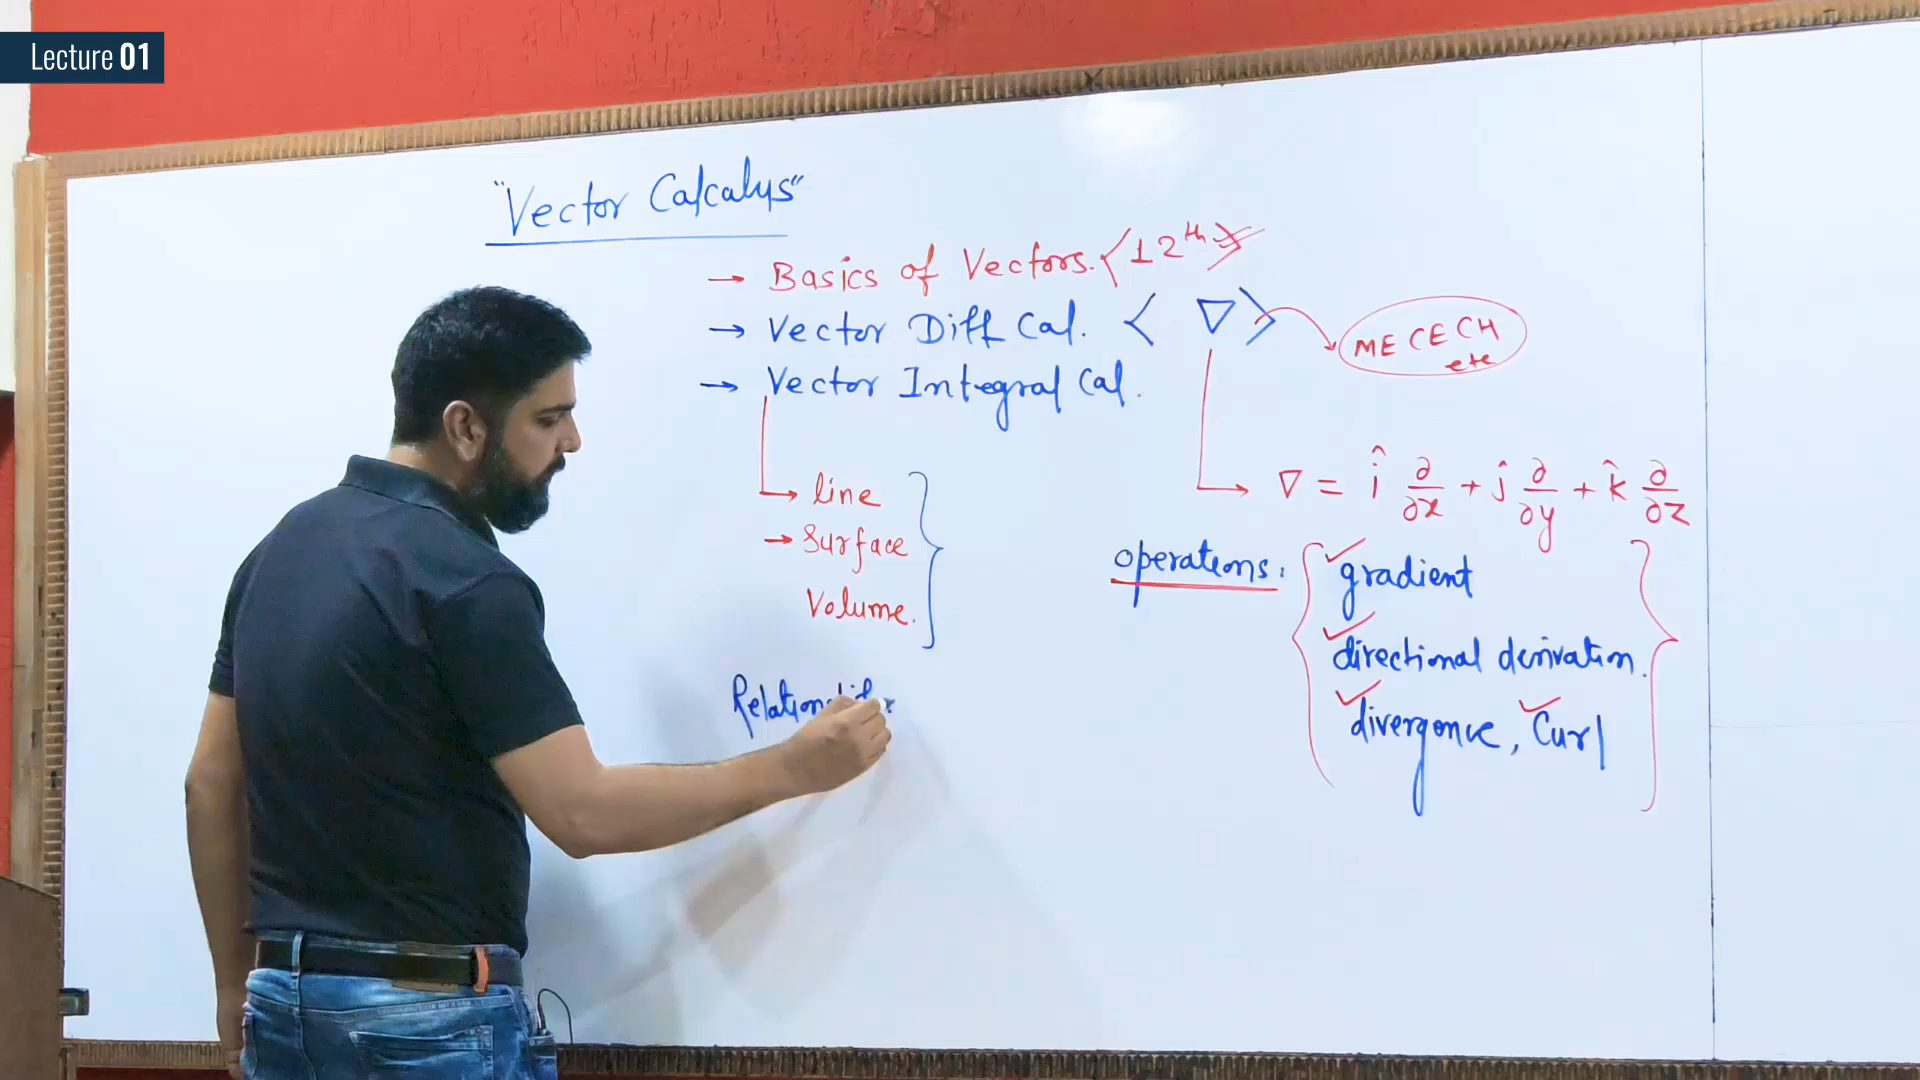 Lecture 01
"Vector Calcalus"
→ Basics of Vectors. <12th>
→ Vector Diff Cal. < ∇ >
ME CE CH
etc
→ Vector Integral Cal.
→ line
→ Surface
Volume.
∇ = î ∂/∂x + ĵ ∂/∂y + k̂ ∂/∂z
operations:
gradient
directional derivation.
divergence, Curl